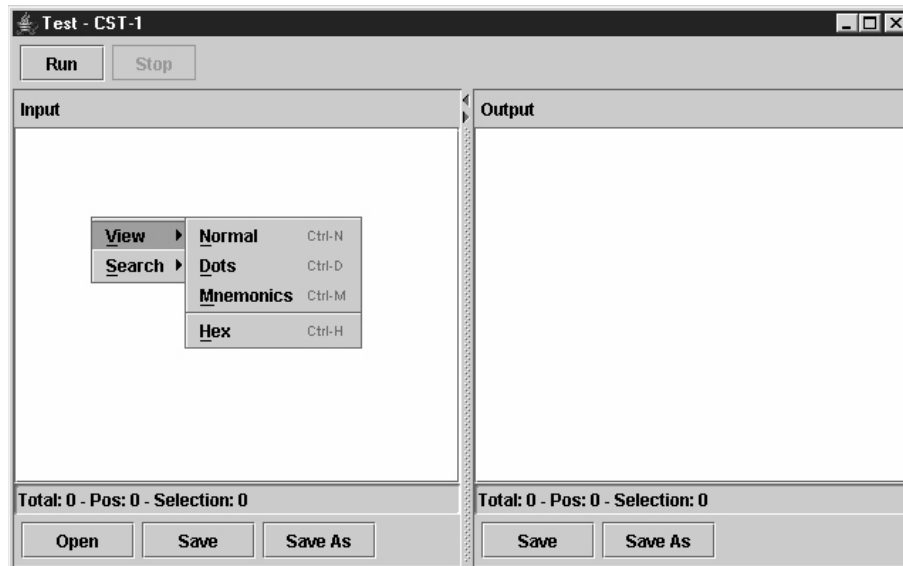 Test - CST-1
Run Stop
Input
Output
View
Search
Normal Ctrl-N
Dots Ctrl-D
Mnemonics Ctrl-M
Hex Ctrl-H
Total: 0 - Pos: 0 - Selection: 0
Total: 0 - Pos: 0 - Selection: 0
Open Save Save As
Save Save As